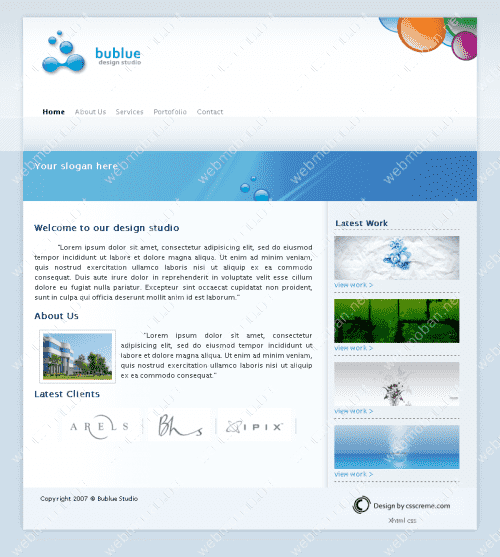 bublue
design studio
Home About Us Services Portofolio Contact
Your slogan here
Welcome to our design studio
"Lorem ipsum dolor sit amet, consectetur adipisicing elit, sed do eiusmod
tempor incididunt ut labore et dolore magna aliqua. Ut enim ad minim veniam,
quis nostrud exercitation ullamco laboris nisi ut aliquip ex ea commodo
consequat. Duis aute irure dolor in reprehenderit in voluptate velit esse cillum
dolore eu fugiat nulla pariatur. Excepteur sint occaecat cupidatat non proident,
sunt in culpa qui officia deserunt mollit anim id est laborum."
About Us
"Lorem ipsum dolor sit amet, consectetur
adipisicing elit, sed do eiusmod tempor incididunt ut
labore et dolore magna aliqua. Ut enim ad minim veniam,
quis nostrud exercitation ullamco laboris nisi ut aliquip
ex ea commodo consequat."
Latest Clients
ARELS Bhs IPIX
Latest Work
view work >
view work >
view work >
view work >
Copyright 2007 © Bublue Studio
Design by csscreme.com
Xhtml css